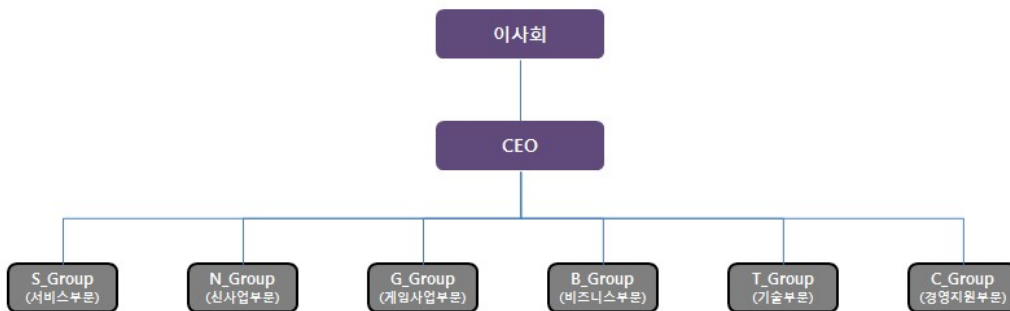 이사회
CEO
S_Group
(서비스부문)
N_Group
(신사업부문)
G_Group
(게임사업부문)
B_Group
(비즈니스부문)
T_Group
(기술부문)
C_Group
(경영지원부문)